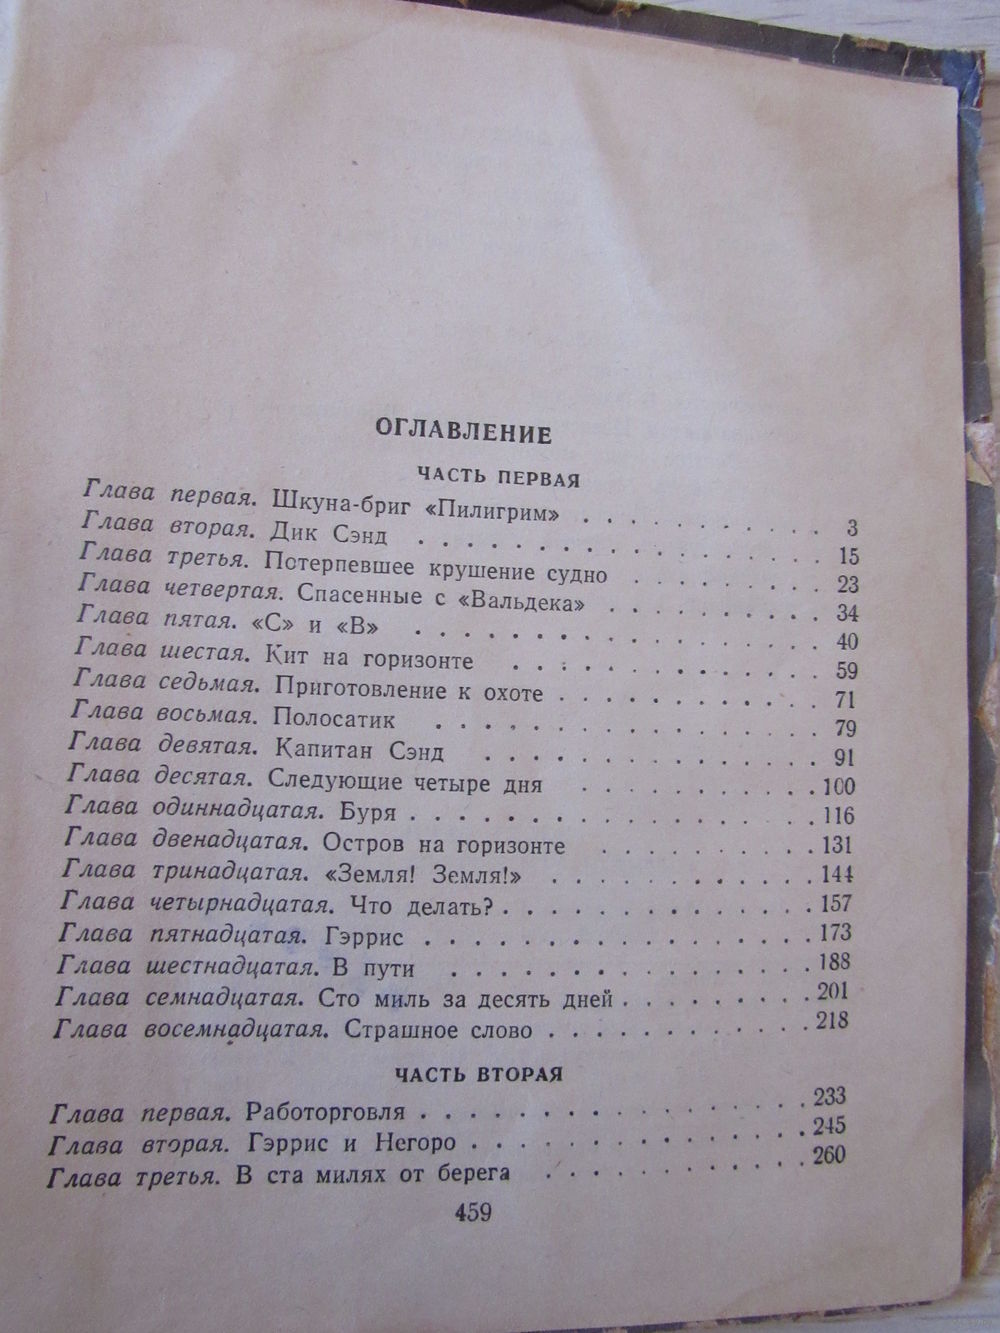 ОГЛАВЛЕНИЕ
ЧАСТЬ ПЕРВАЯ
Глава первая. Шкуна-бриг «Пилигрим» . . . . . . . . . . . 3
Глава вторая. Дик Сэнд . . . . . . . . . . . . . . . . . . 15
Глава третья. Потерпевшее крушение судно . . . . . . . . 23
Глава четвертая. Спасенные с «Вальдека» . . . . . . . . . 34
Глава пятая. «С» и «В» . . . . . . . . . . . . . . . . . . 40
Глава шестая. Кит на горизонте . . . . . . . . . . . . . . 59
Глава седьмая. Приготовление к охоте . . . . . . . . . . . 71
Глава восьмая. Полосатик . . . . . . . . . . . . . . . . . 79
Глава девятая. Капитан Сэнд . . . . . . . . . . . . . . . 91
Глава десятая. Следующие четыре дня . . . . . . . . . . . 100
Глава одиннадцатая. Буря . . . . . . . . . . . . . . . . . 116
Глава двенадцатая. Остров на горизонте . . . . . . . . . . 131
Глава тринадцатая. «Земля! Земля!» . . . . . . . . . . . . 144
Глава четырнадцатая. Что делать? . . . . . . . . . . . . . 157
Глава пятнадцатая. Гэррис . . . . . . . . . . . . . . . . 173
Глава шестнадцатая. В пути . . . . . . . . . . . . . . . . 188
Глава семнадцатая. Сто миль за десять дней . . . . . . . . 201
Глава восемнадцатая. Страшное слово . . . . . . . . . . . 218
ЧАСТЬ ВТОРАЯ
Глава первая. Работорговля . . . . . . . . . . . . . . . . 233
Глава вторая. Гэррис и Негоро . . . . . . . . . . . . . . 245
Глава третья. В ста милях от берега . . . . . . . . . . . 260
459